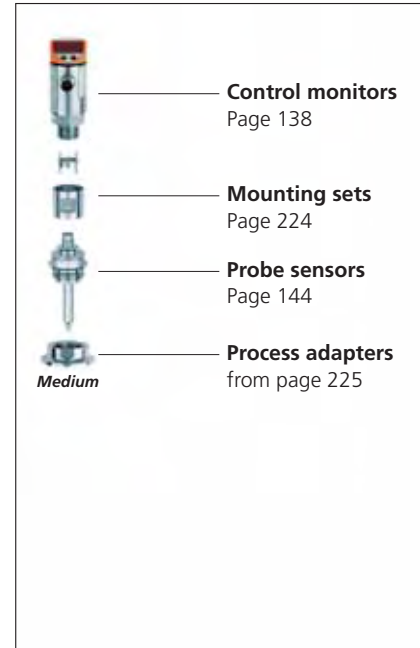 Control monitors
Page 138
Mounting sets
Page 224
Probe sensors
Page 144
Process adapters
from page 225
Medium